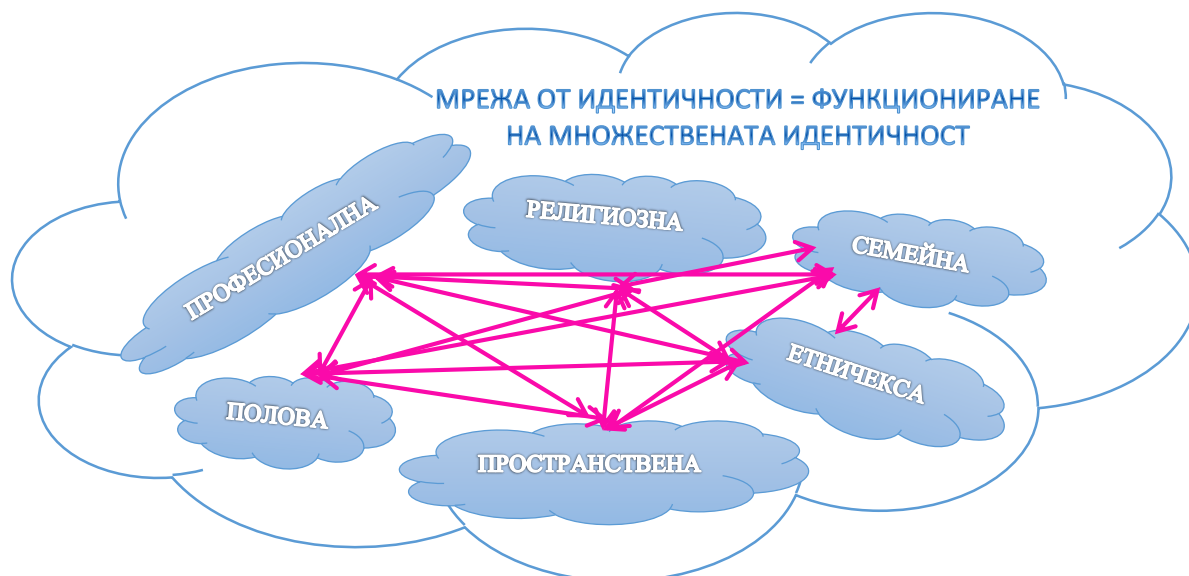 МРЕЖА ОТ ИДЕНТИЧНОСТИ = ФУНКЦИОНИРАНЕ
НА МНОЖЕСТВЕНАТА ИДЕНТИЧНОСТ
ПРОФЕСИОНАЛНА
РЕЛИГИОЗНА
СЕМЕЙНА
ЕТНИЧЕКСА
ПОЛОВА
ПРОСТРАНСТВЕНА